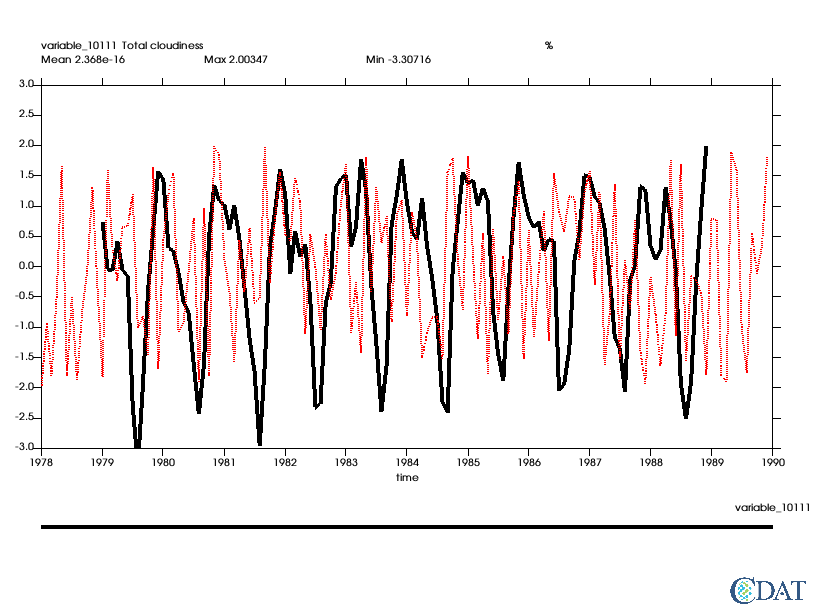 variable_10111 Total cloudiness %
Mean 2.368e-16 Max 2.00347 Min -3.30716
3.0
2.5
2.0
1.5
1.0
0.5
0.0
-0.5
-1.0
-1.5
-2.0
-2.5
-3.0
1978 1979 1980 1981 1982 1983 1984 1985 1986 1987 1988 1989 1990
time
variable_10111
CDAT